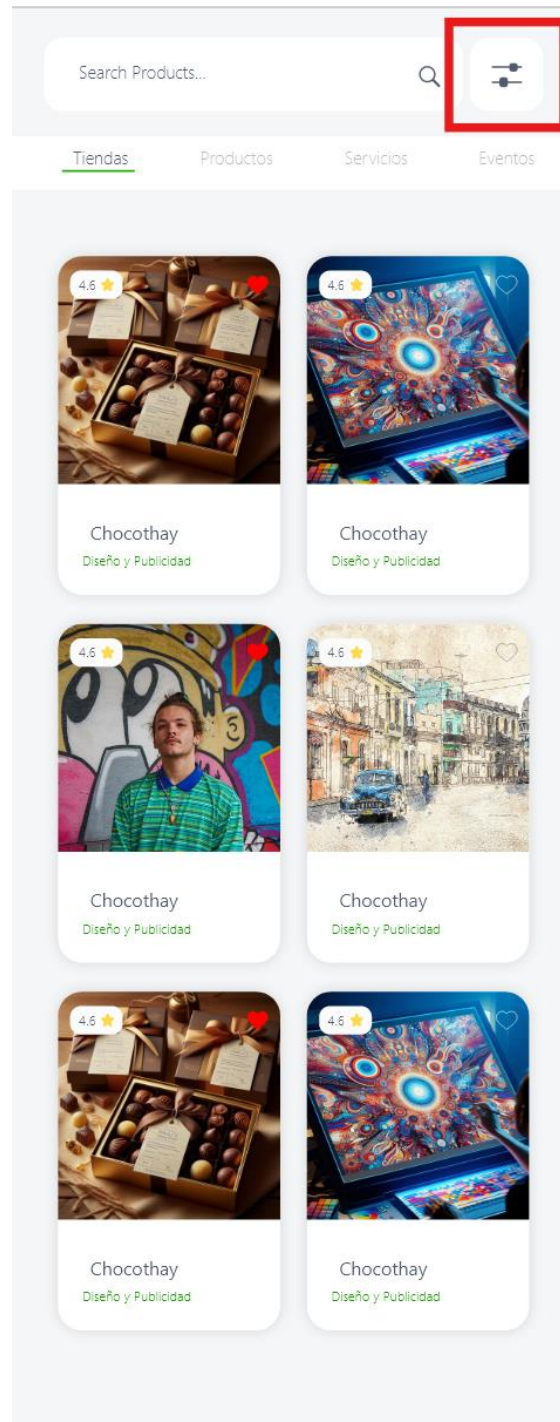 Search Products...
Tiendas Productos Servicios Eventos
4.6 4.6
Chocothay Chocothay
Diseño y Publicidad Diseño y Publicidad
4.6 4.6
Chocothay Chocothay
Diseño y Publicidad Diseño y Publicidad
4.6 4.6
Chocothay Chocothay
Diseño y Publicidad Diseño y Publicidad